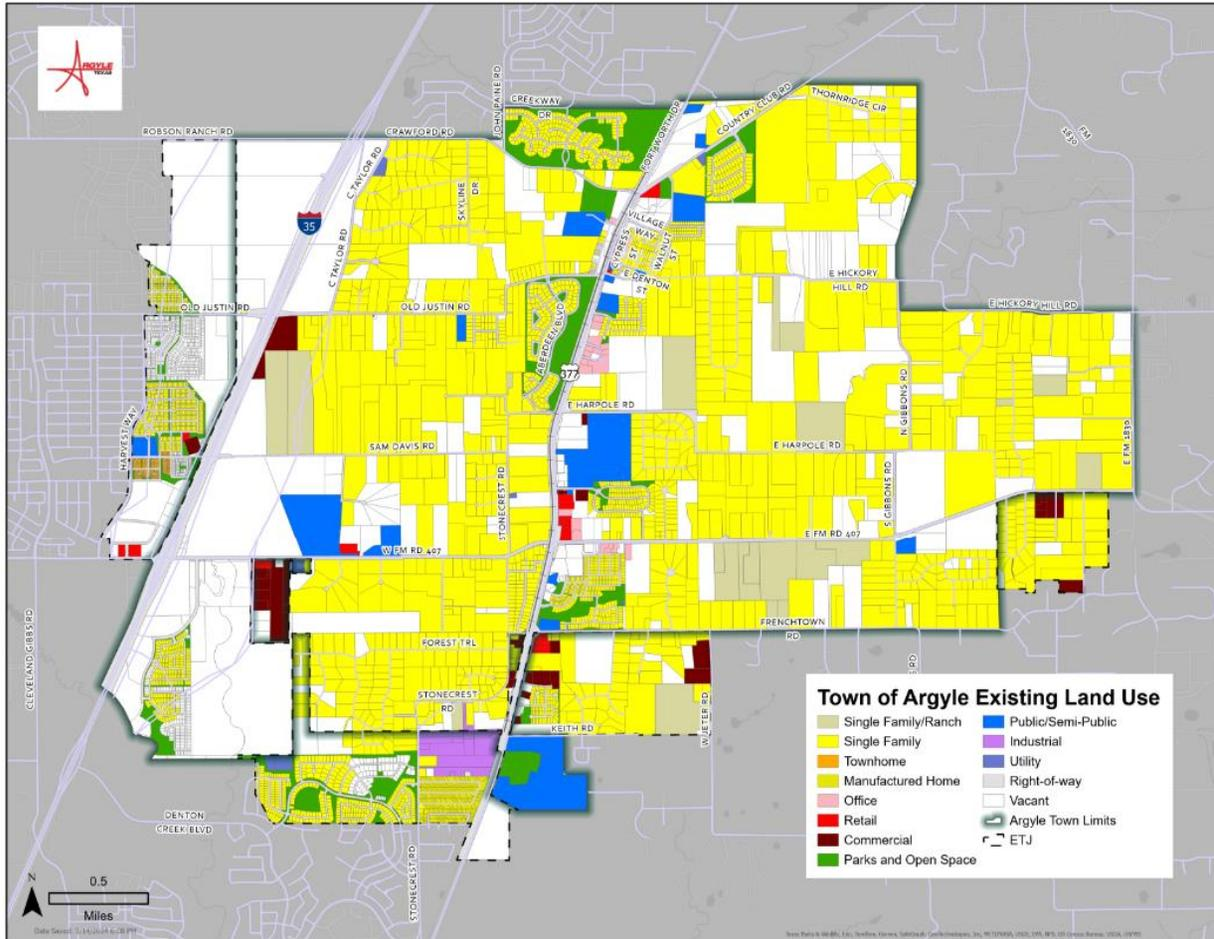 ARGYLE
TEXAS
ROBSON RANCH RD
CRAWFORD RD
JOHN PAINE RD
CREEKWAY
DR
FORT WORTH DR
COUNTRY CLUB RD
THORNRIDGE CIR
FM
1830
C TAYLOR RD
SKYLINE
DR
35
C TAYLOR RD
VILLAGE
WAY
CYPRESS
ST
WALNUT
ST
E DENTON
ST
E HICKORY
HILL RD
E HICKORY HILL RD
OLD JUSTIN RD
OLD JUSTIN RD
ABERDEEN BLVD
377
HARVEST WAY
SAM DAVIS RD
E HARPOLE RD
E HARPOLE RD
N GIBBONS RD
E FM 1830
STONECREST RD
S GIBBONS RD
W FM RD 407
E FM RD 407
CLEVELAND GIBBS RD
FOREST TRL
FRENCHTOWN
RD
STONECREST
RD
KEITH RD
W JETER RD
DENTON
CREEK BLVD
STONECREST RD
Town of Argyle Existing Land Use
Single Family/Ranch
Single Family
Townhome
Manufactured Home
Office
Retail
Commercial
Parks and Open Space
Public/Semi-Public
Industrial
Utility
Right-of-way
Vacant
Argyle Town Limits
ETJ
N
0.5
Miles